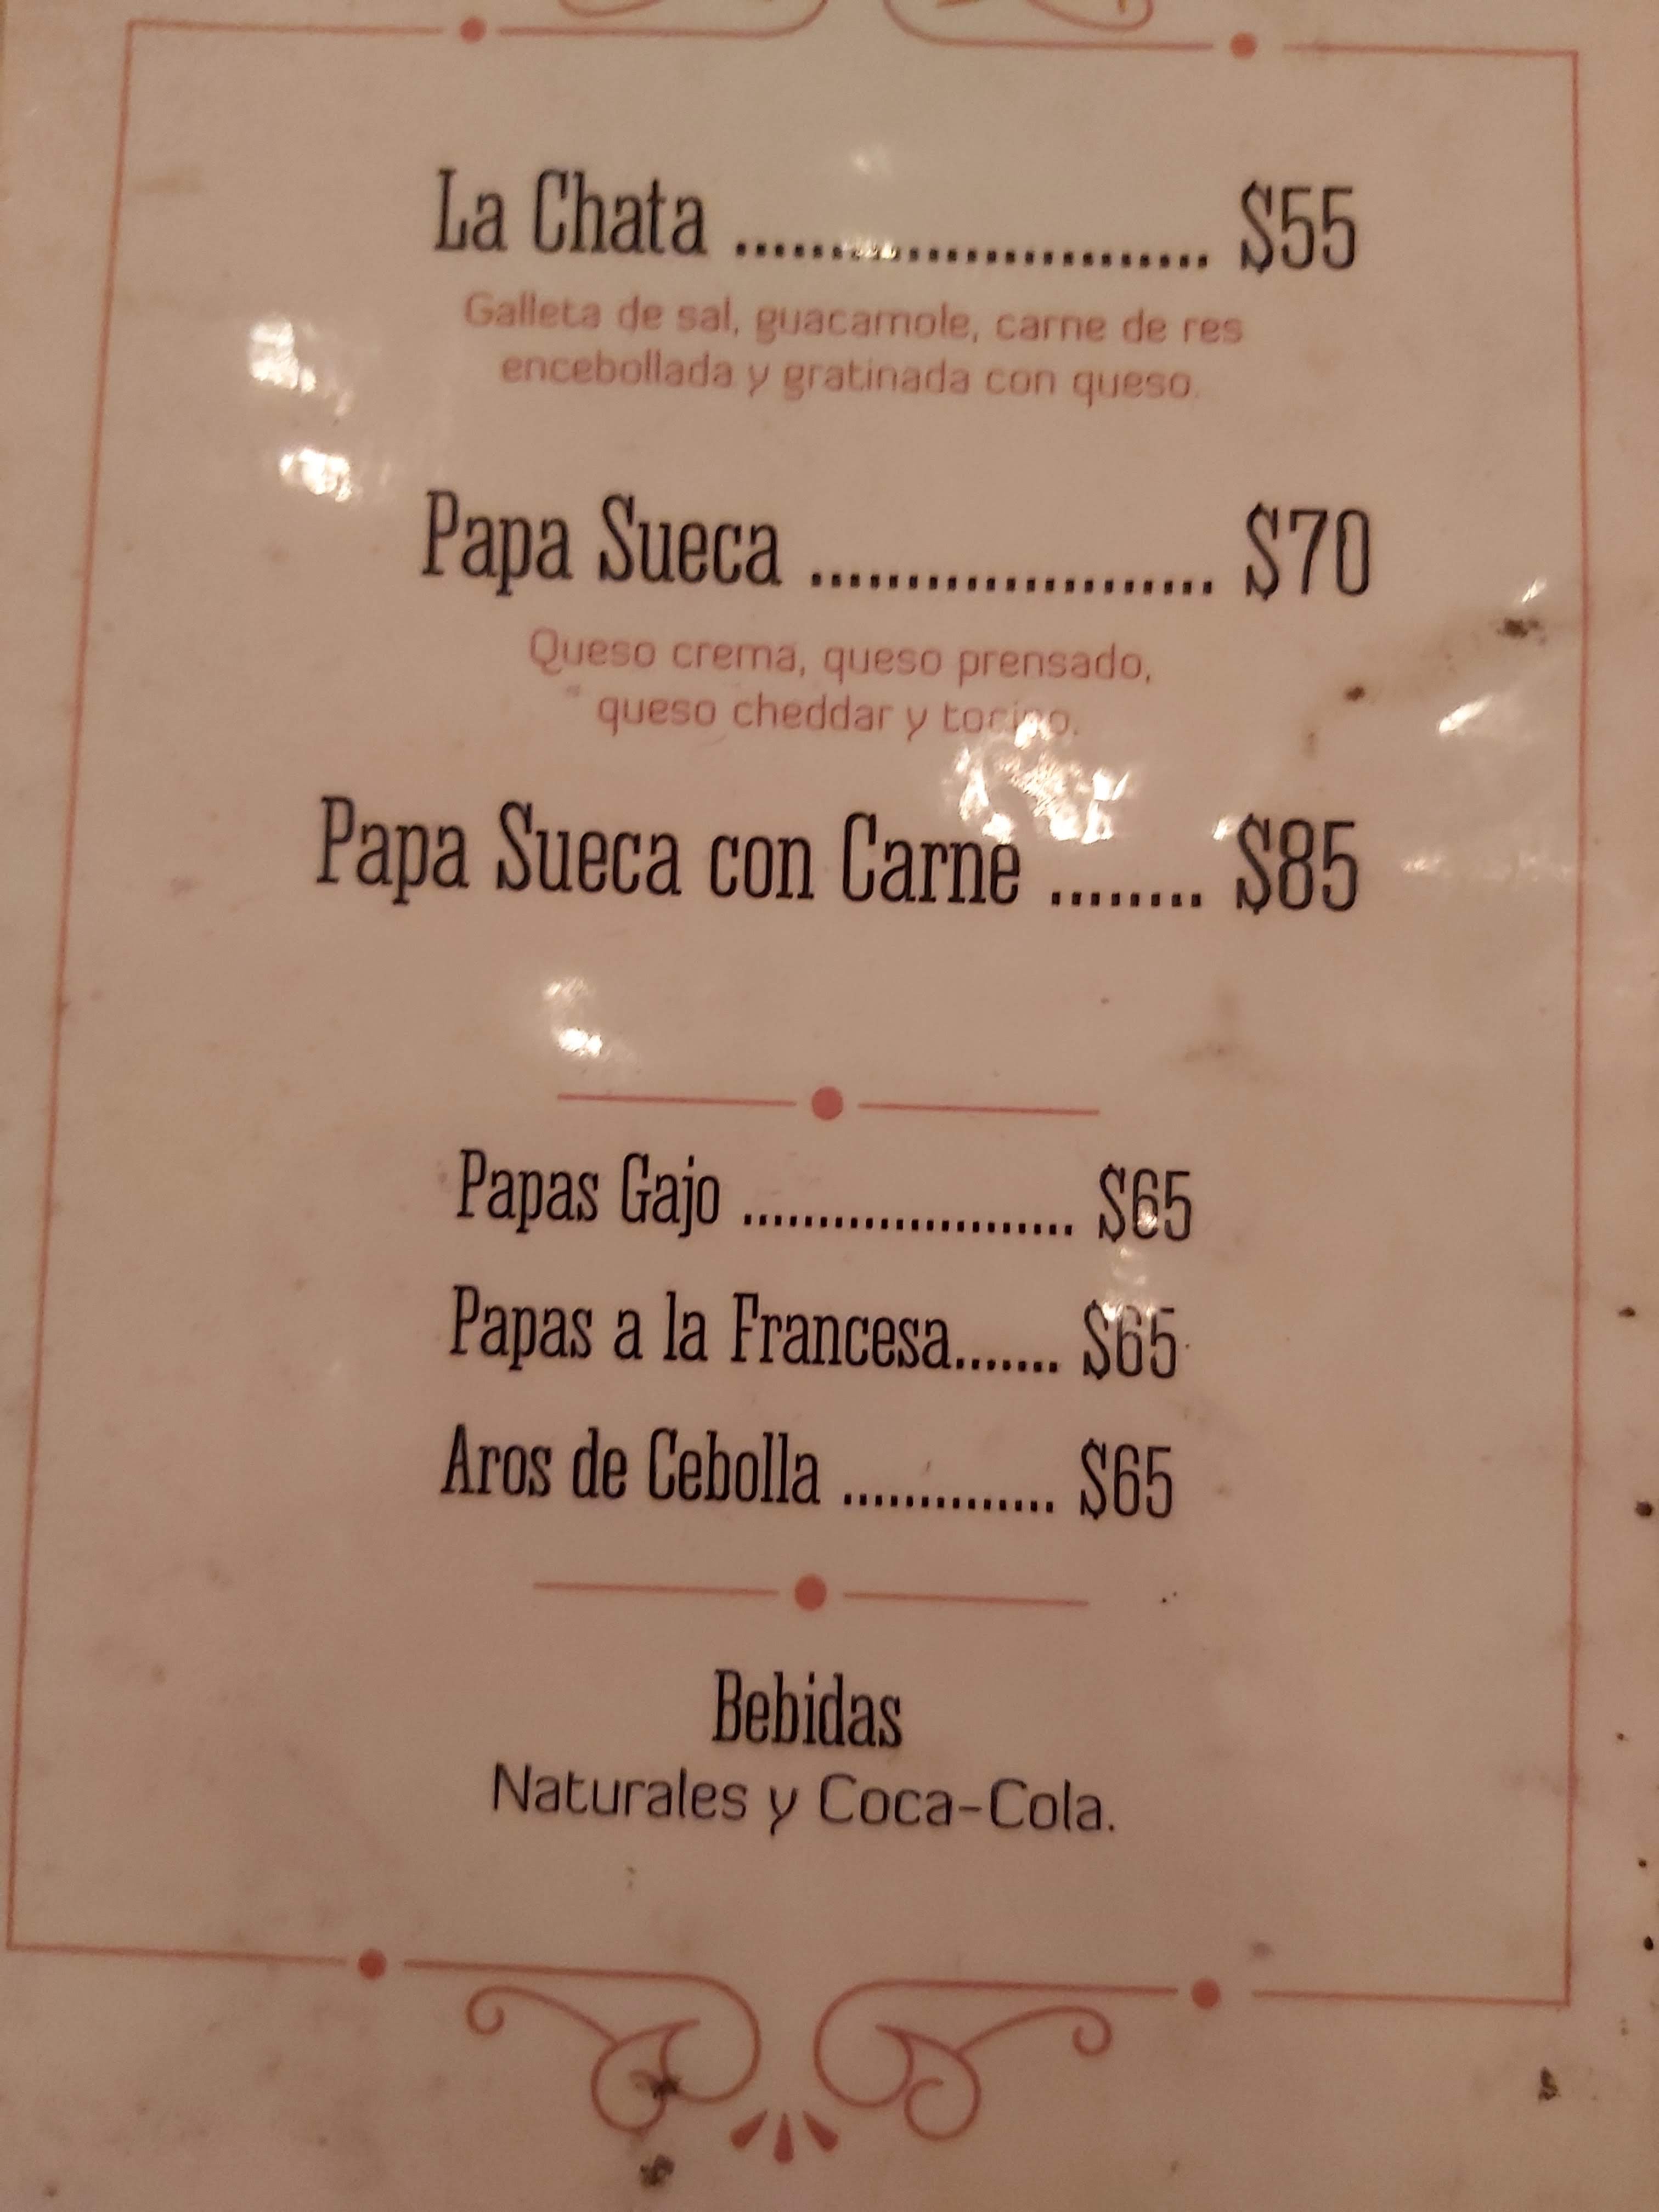 La Chata ......................... $55
Galleta de sal, guacamole, carne de res
encebollada y gratinada con queso.
Papa Sueca ..................... $70
Queso crema, queso prensado,
queso cheddar y tocino.
Papa Sueca con Carne ........ $85
Papas Gajo ...................... $65
Papas a la Francesa....... $65
Aros de Cebolla .............. $65
Bebidas
Naturales y Coca-Cola.